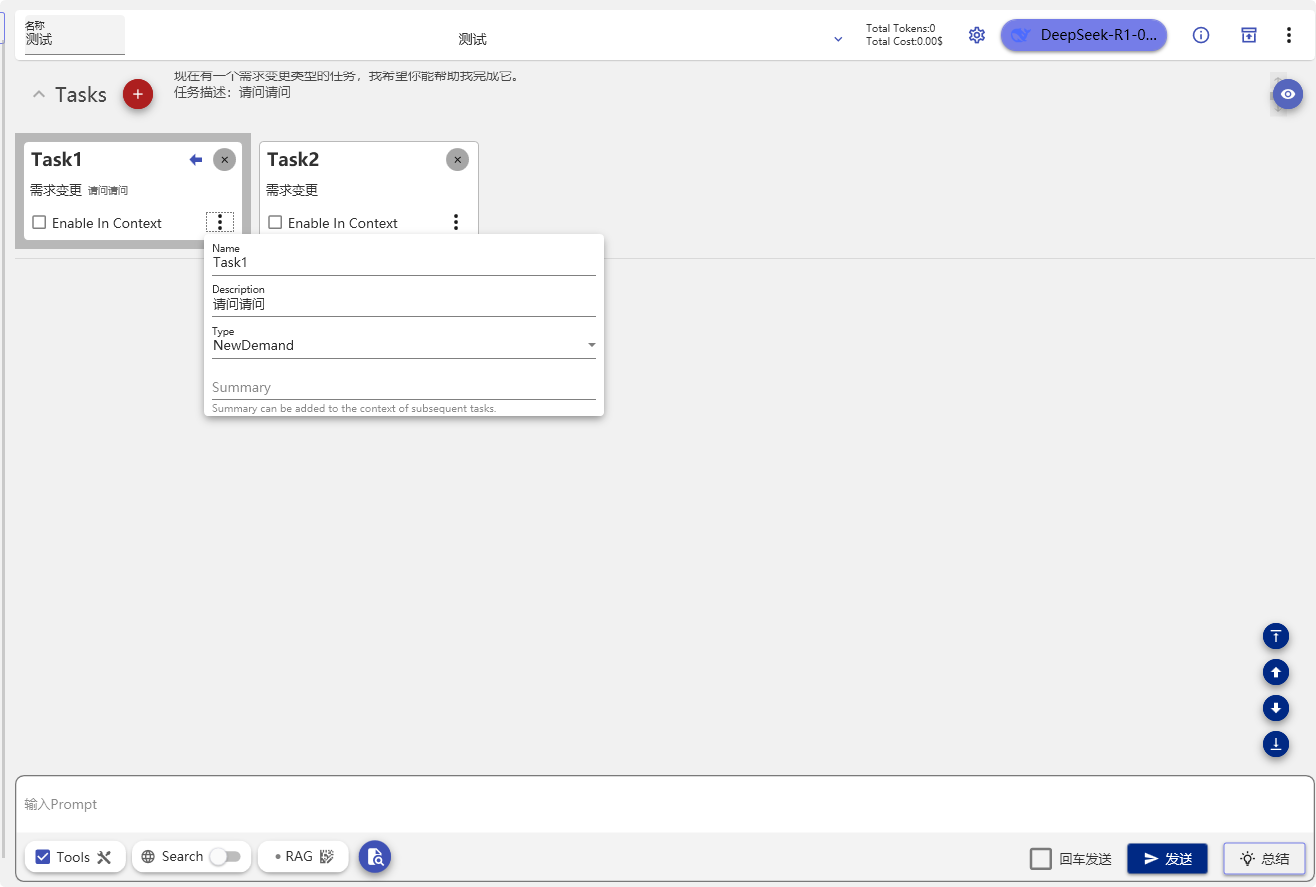 名称
测试
测试
Total Tokens:0
Total Cost:0.00$
DeepSeek-R1-0...
Tasks
现在有一个需求变更类型的任务，我希望你能帮助我完成它。
任务描述：请问请问
Task1
需求变更 请问请问
Enable In Context
Task2
需求变更
Enable In Context
Name
Task1
Description
请问请问
Type
NewDemand
Summary
Summary can be added to the context of subsequent tasks.
输入Prompt
Tools
Search
RAG
回车发送
发送
总结